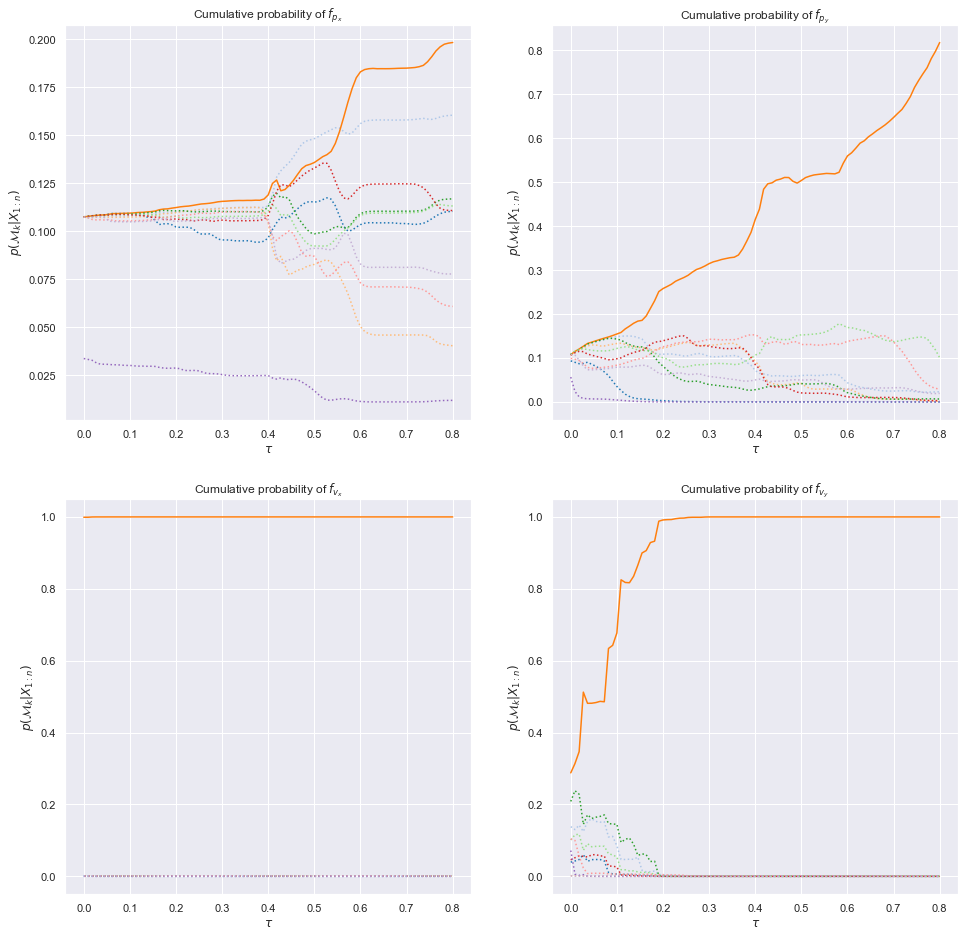 Cumulative probability of f_{p_x}
0.200
0.175
0.150
0.125
0.100
0.075
0.050
0.025
p(ℳ_k|X_{1:n})
0.0 0.1 0.2 0.3 0.4 0.5 0.6 0.7 0.8
τ
Cumulative probability of f_{p_y}
0.8
0.7
0.6
0.5
0.4
0.3
0.2
0.1
0.0
p(ℳ_k|X_{1:n})
0.0 0.1 0.2 0.3 0.4 0.5 0.6 0.7 0.8
τ
Cumulative probability of f_{v_x}
1.0
0.8
0.6
0.4
0.2
0.0
p(ℳ_k|X_{1:n})
0.0 0.1 0.2 0.3 0.4 0.5 0.6 0.7 0.8
τ
Cumulative probability of f_{v_y}
1.0
0.8
0.6
0.4
0.2
0.0
p(ℳ_k|X_{1:n})
0.0 0.1 0.2 0.3 0.4 0.5 0.6 0.7 0.8
τ